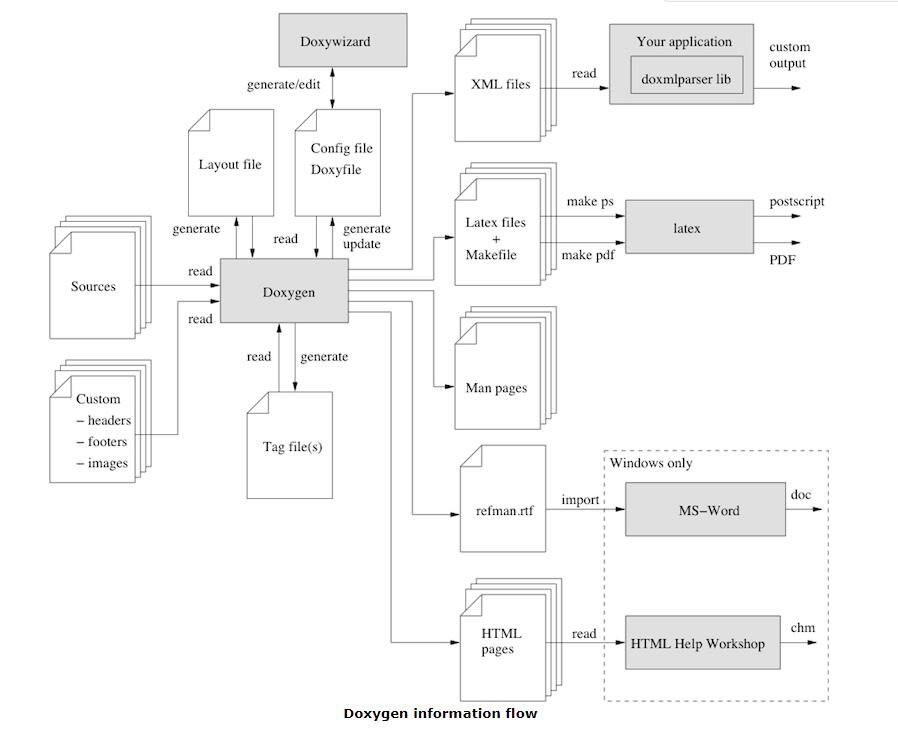 Doxywizard
generate/edit
Layout file
Config file
Doxyfile
generate
read
generate
update
Sources
read
Doxygen
read
Custom
− headers
− footers
− images
read
generate
Tag file(s)
XML files
read
Your application
doxmlparser lib
custom
output
Latex files
+
Makefile
make ps
make pdf
latex
postscript
PDF
Man pages
refman.rtf
import
Windows only
MS−Word
doc
HTML
pages
read
HTML Help Workshop
chm
Doxygen information flow